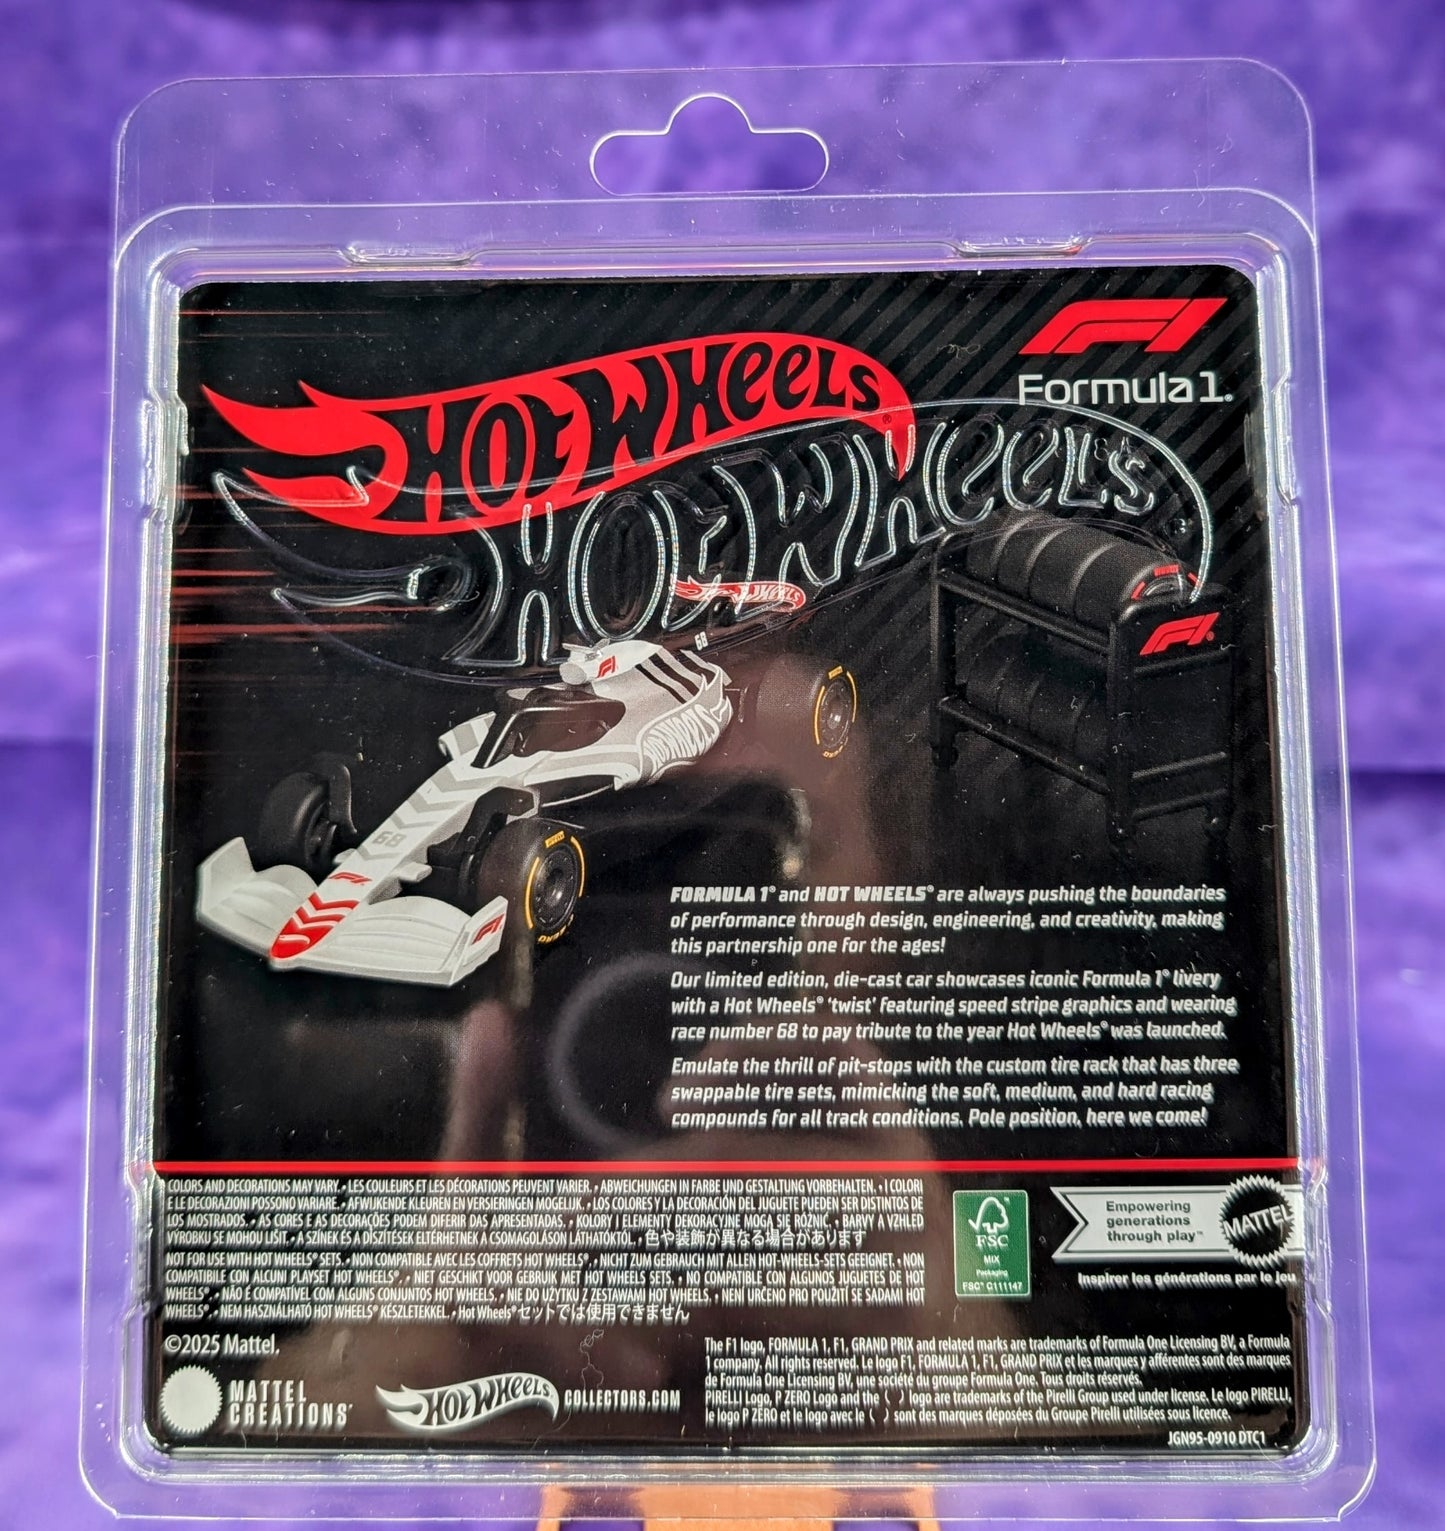 F1
Formula 1®
HOT WHEELS®
HOT WHEELS
HOT WHEELS
F1®
68
F1
HOT WHEELS
PIRELLI
68
F1
PIRELLI
F1
ZERO
FORMULA 1® and HOT WHEELS® are always pushing the boundaries
of performance through design, engineering, and creativity, making
this partnership one for the ages!
Our limited edition, die-cast car showcases iconic Formula 1® livery
with a Hot Wheels® 'twist' featuring speed stripe graphics and wearing
race number 68 to pay tribute to the year Hot Wheels® was launched.
Emulate the thrill of pit-stops with the custom tire rack that has three
swappable tire sets, mimicking the soft, medium, and hard racing
compounds for all track conditions. Pole position, here we come!
COLORS AND DECORATIONS MAY VARY. • LES COULEURS ET LES DÉCORATIONS PEUVENT VARIER. • ABWEICHUNGEN IN FARBE UND GESTALTUNG VORBEHALTEN. • I COLORI
E LE DECORAZIONI POSSONO VARIARE. • AFWIJKENDE KLEUREN EN VERSIERINGEN MOGELIJK. • LOS COLORES Y LA DECORACIÓN DEL JUGUETE PUEDEN SER DISTINTOS DE
LOS MOSTRADOS. • AS CORES E AS DECORAÇÕES PODEM DIFERIR DAS APRESENTADAS. • KOLORY I ELEMENTY DEKORACYJNE MOGĄ SIĘ RÓŻNIĆ. • BARVY A VZHLED
VÝROBKU SE MOHOU LIŠIT. • A SZÍNEK ÉS A DÍSZÍTÉSEK ELTÉRHETNEK A CSOMAGOLÁSON LÁTHATÓKTÓL. • 色や装飾が異なる場合があります
NOT FOR USE WITH HOT WHEELS® SETS. • NON COMPATIBLE AVEC LES COFFRETS HOT WHEELS®. • NICHT ZUM GEBRAUCH MIT ALLEN HOT-WHEELS-SETS GEEIGNET. • NON
COMPATIBILE CON ALCUN PLAYSET HOT WHEELS®. • NIET GESCHIKT VOOR GEBRUIK MET HOT WHEELS SETS. • NO COMPATIBLE CON ALGUNOS JUGUETES DE HOT
WHEELS®. • NÃO É COMPATÍVEL COM ALGUNS CONJUNTOS HOT WHEELS. • NIE DO UŻYTKU Z ZESTAWAMI HOT WHEELS. • NENÍ URČENO PRO POUŽITÍ SE SADAMI HOT
WHEELS®. • NEM HASZNÁLHATÓ HOT WHEELS® KÉSZLETEKKEL. • Hot Wheels®セットでは使用できません
FSC
MIX
Packaging
FSC® C111147
Empowering
generations
through play™
MATTEL
Inspirer les générations par le jeu
©2025 Mattel.
MATTEL
CREATIONS
HOT WHEELS COLLECTORS.COM
The F1 logo, FORMULA 1, F1, GRAND PRIX and related marks are trademarks of Formula One Licensing BV, a Formula
1 company. All rights reserved. Le logo F1, FORMULA 1, F1, GRAND PRIX et les marques y afférentes sont des marques
de Formula One Licensing BV, une société du groupe Formula One. Tous droits réservés.
PIRELLI Logo, P ZERO Logo and the ( ) logo are trademarks of the Pirelli Group used under license. Le logo PIRELLI,
le logo P ZERO et le logo avec le ( ) sont des marques déposées du Groupe Pirelli utilisées sous licence.
JGN95-0910 DTC1